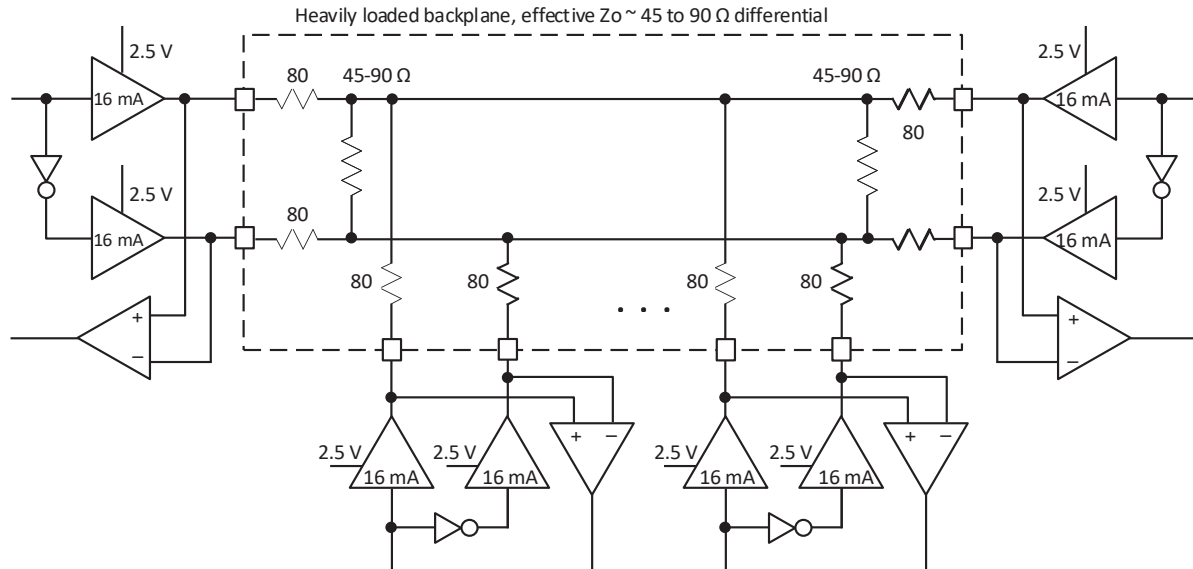 Heavily loaded backplane, effective Zo ~ 45 to 90 Ω differential
2.5 V
16 mA
80
45-90 Ω
45-90 Ω
80
2.5 V
16 mA
2.5 V
16 mA
80
2.5 V
16 mA
80
80
80
80
+
−
. . .
+
−
2.5 V
16 mA
2.5 V
16 mA
+ −
2.5 V
16 mA
2.5 V
16 mA
+ −